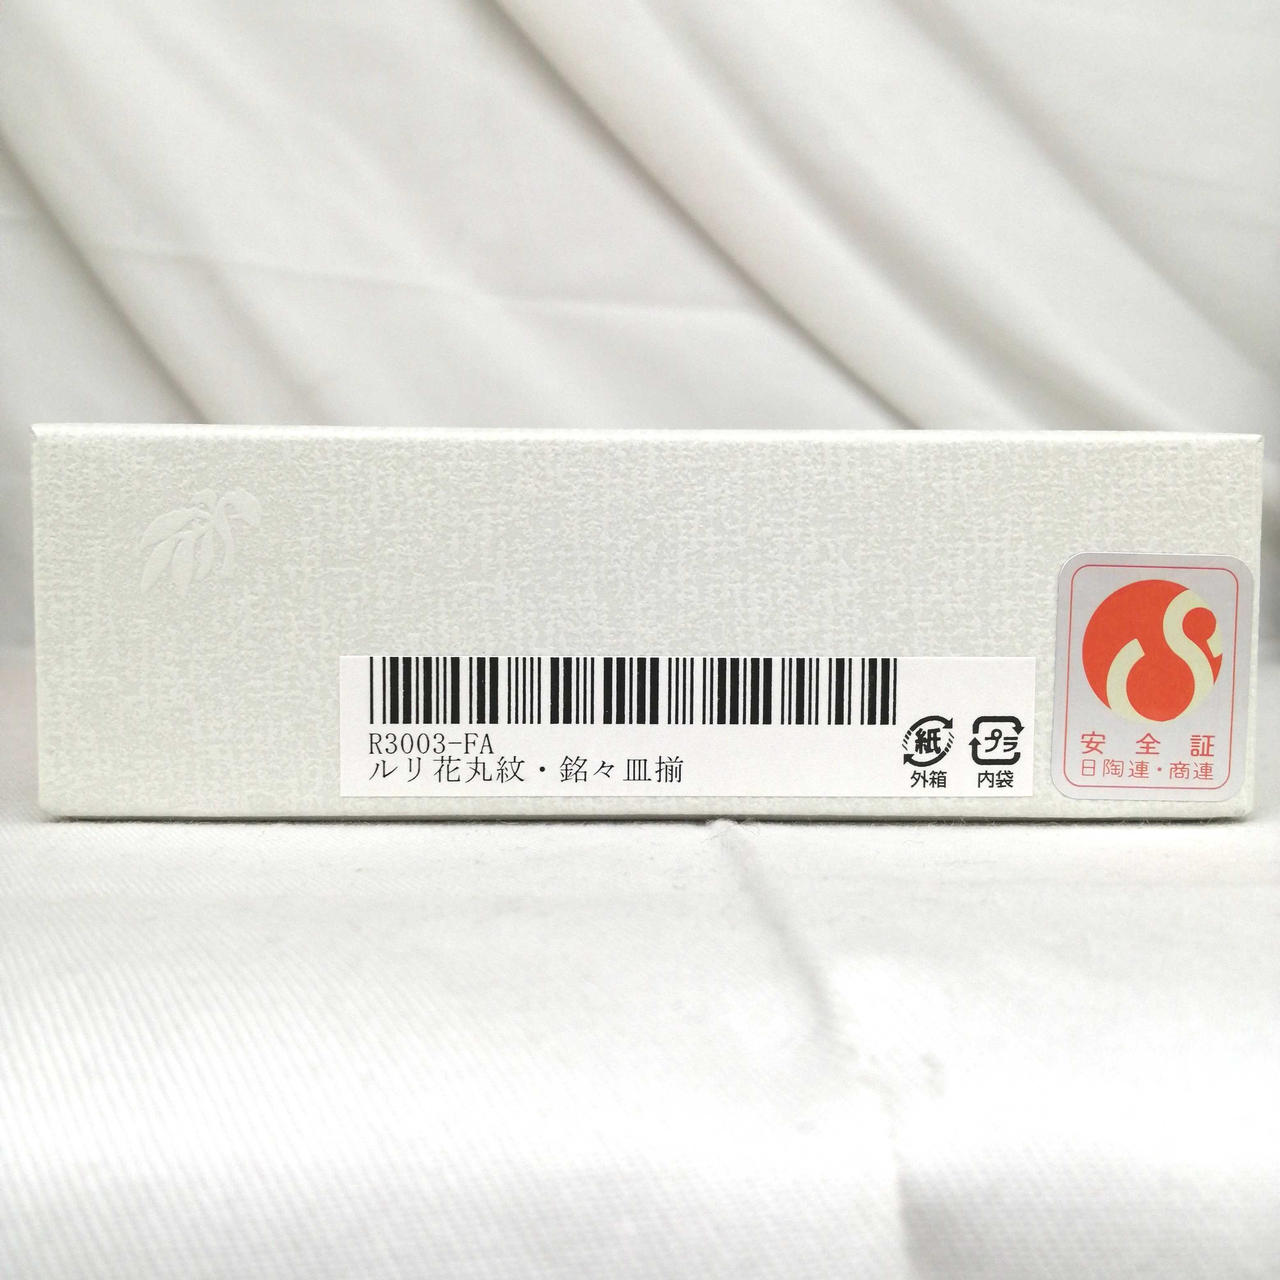 R3003-FA
ルリ花丸紋・銘々皿揃
紙
外箱
プラ
内袋
安全証
日陶連・商連